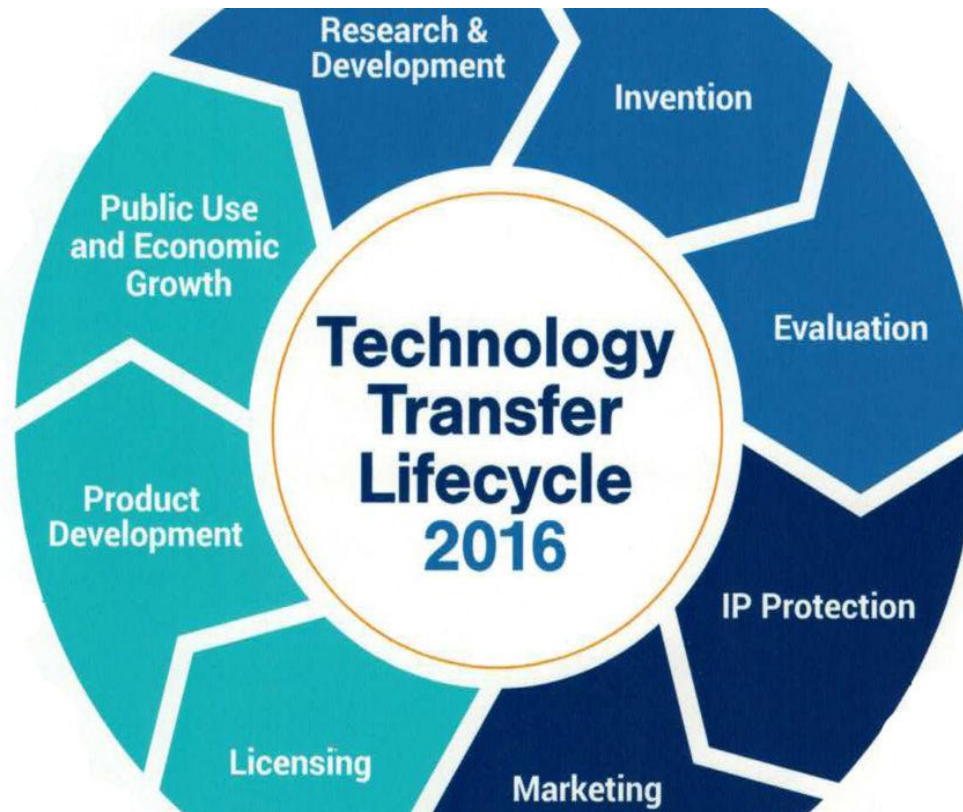 Research &
Development
Invention
Evaluation
IP Protection
Marketing
Licensing
Product
Development
Public Use
and Economic
Growth
Technology
Transfer
Lifecycle
2016